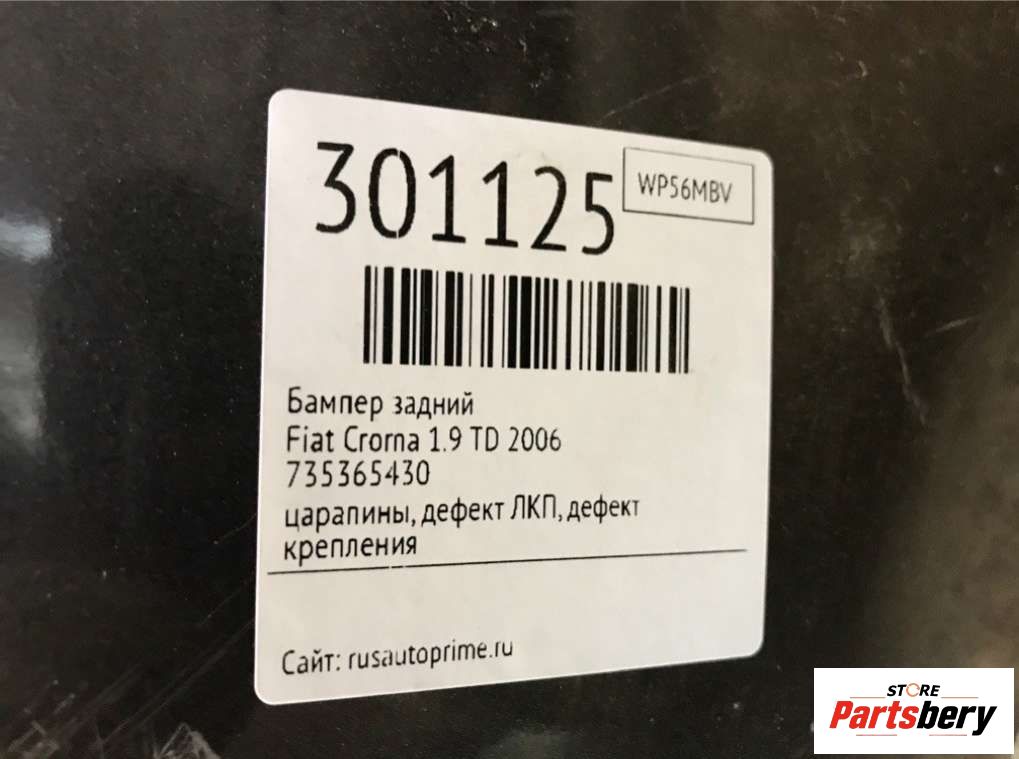 301125
WP56MBV
Бампер задний
Fiat Croma 1.9 TD 2006
735365430
царапины, дефект ЛКП, дефект
крепления
Сайт: rusautoprime.ru
STORE
Partsbery